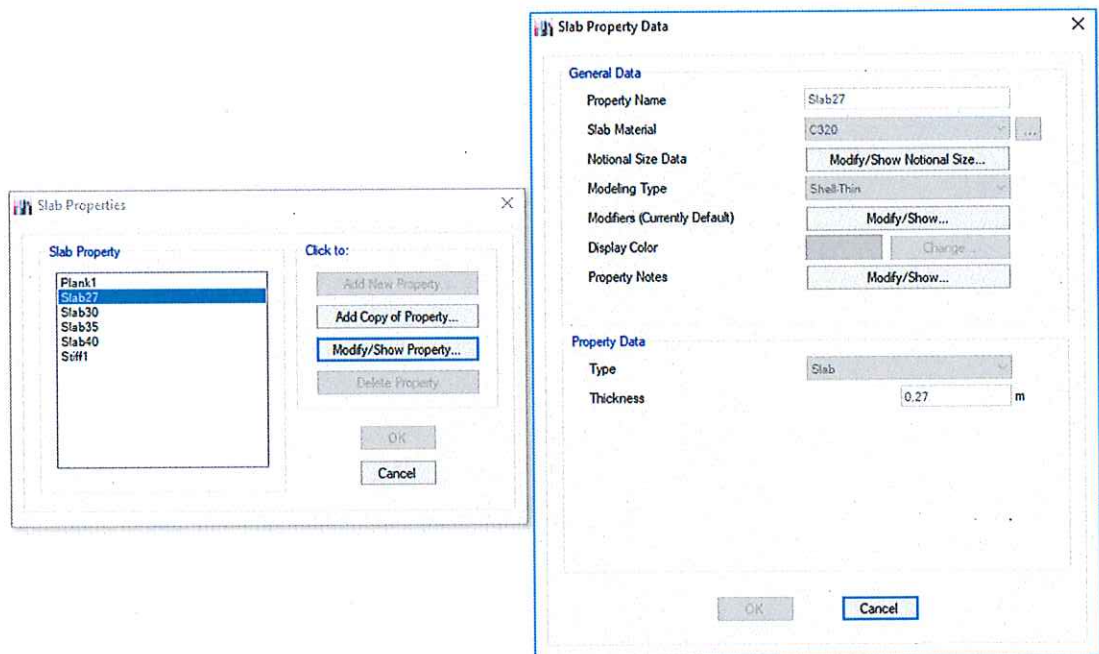 Slab Properties
Slab Property
Plank1
Slab27
Slab30
Slab35
Slab40
Stiff1
Click to:
Add New Property...
Add Copy of Property...
Modify/Show Property...
Delete Property
OK
Cancel
Slab Property Data
General Data
Property Name Slab27
Slab Material C320 ...
Notional Size Data Modify/Show Notional Size...
Modeling Type Shell-Thin
Modifiers (Currently Default) Modify/Show...
Display Color Change...
Property Notes Modify/Show...
Property Data
Type Slab
Thickness 0.27 m
OK Cancel